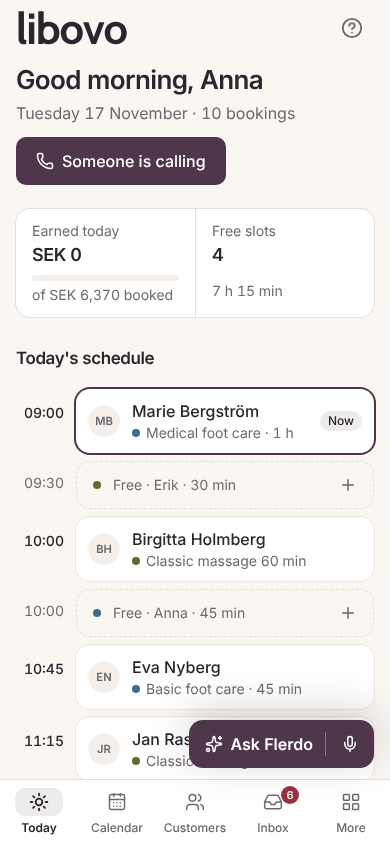 libovo
Good morning, Anna
Tuesday 17 November · 10 bookings
Someone is calling
Earned today
SEK 0
of SEK 6,370 booked
Free slots
4
7 h 15 min
Today's schedule
09:00
MB
Marie Bergström
Medical foot care · 1 h
Now
09:30
Free · Erik · 30 min
10:00
BH
Birgitta Holmberg
Classic massage 60 min
10:00
Free · Anna · 45 min
10:45
EN
Eva Nyberg
Basic foot care · 45 min
11:15
JR
Jan
Ask Flerdo
Today
Calendar
Customers
6
Inbox
More